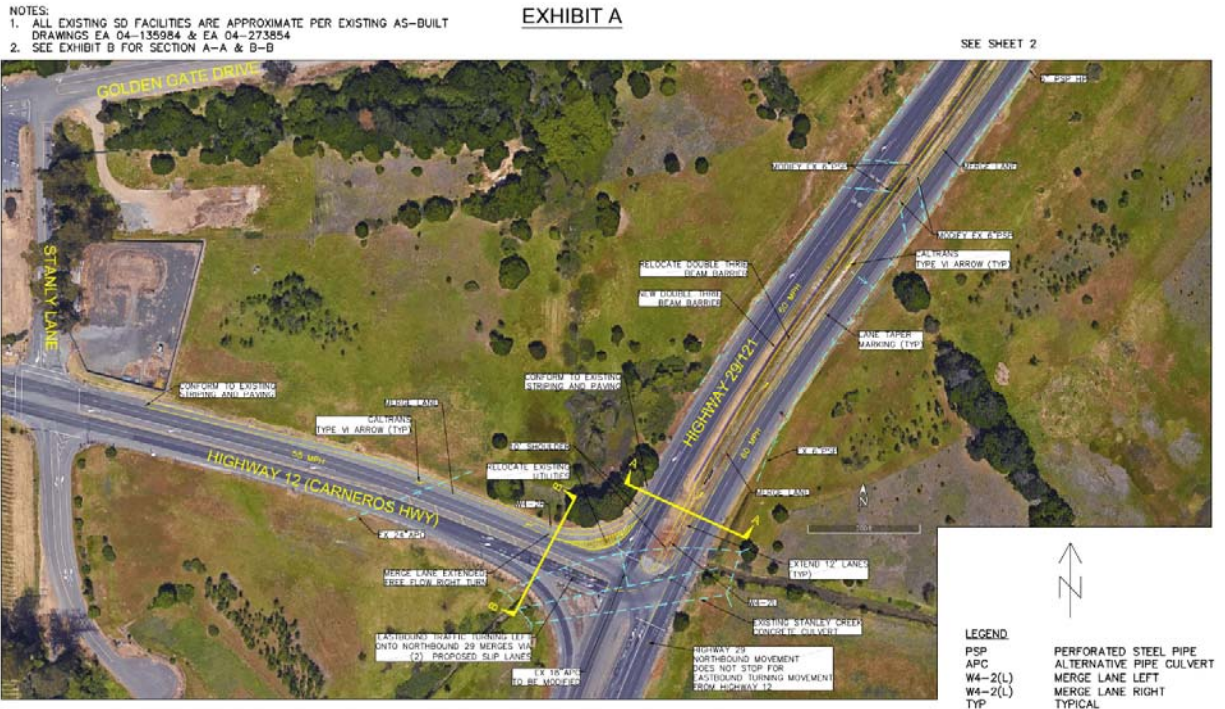 NOTES:
1. ALL EXISTING SD FACILITIES ARE APPROXIMATE PER EXISTING AS-BUILT
DRAWINGS EA 04-135984 & EA 04-273854
2. SEE EXHIBIT B FOR SECTION A-A & B-B
EXHIBIT A
SEE SHEET 2
GOLDEN GATE DRIVE
PSP HP
MODIFY EX 6"PSP
MERGE LANE
STANLY LANE
MODIFY EX 6"PSP
CALTRANS
TYPE VI ARROW (TYP)
RELOCATE DOUBLE THRIE
BEAM BARRIER
NEW DOUBLE THRIE
BEAM BARRIER
60 MPH
HIGHWAY 29/121
LANE TAPER
MARKING (TYP)
CONFORM TO EXISTING
STRIPING AND PAVING
CONFORM TO EXISTING
STRIPING AND PAVING
MERGE LANE
CALTRANS
TYPE VI ARROW (TYP)
10' SHOULDER
55 MPH
HIGHWAY 12 (CARNEROS HWY)
RELOCATE EXISTING
UTILITIES
60 MPH
EX 6"PSP
A
B
MERGE LANE
N
W4-2R
A
EX 24"APC
MERGE LANE EXTENDED
FREE FLOW RIGHT TURN
EXTEND 12' LANES
(TYP)
B
W4-2L
EXISTING STANLEY CREEK
CONCRETE CULVERT
EASTBOUND TRAFFIC TURNING LEFT
ONTO NORTHBOUND 29 MERGES VIA
(2) PROPOSED SLIP LANES
EX 18"APC
TO BE MODIFIED
HIGHWAY 29
NORTHBOUND MOVEMENT
DOES NOT STOP FOR
EASTBOUND TURNING MOVEMENT
FROM HIGHWAY 12
N
LEGEND
PSP PERFORATED STEEL PIPE
APC ALTERNATIVE PIPE CULVERT
W4-2(L) MERGE LANE LEFT
W4-2(L) MERGE LANE RIGHT
TYP TYPICAL